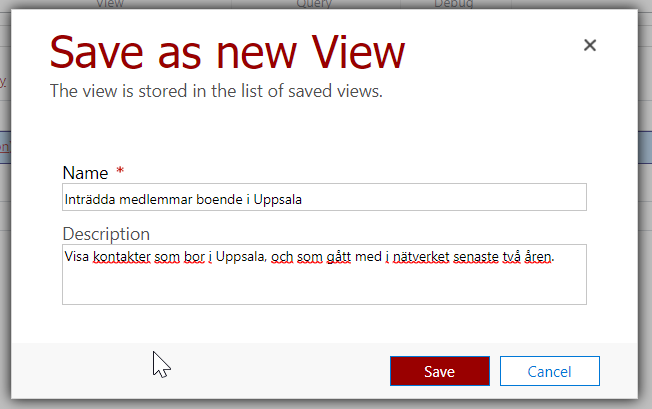 View Query Debug
Save as new View
The view is stored in the list of saved views.
Name *
Inträdda medlemmar boende i Uppsala
Description
Visa kontakter som bor i Uppsala, och som gått med i nätverket senaste två åren.
Save Cancel